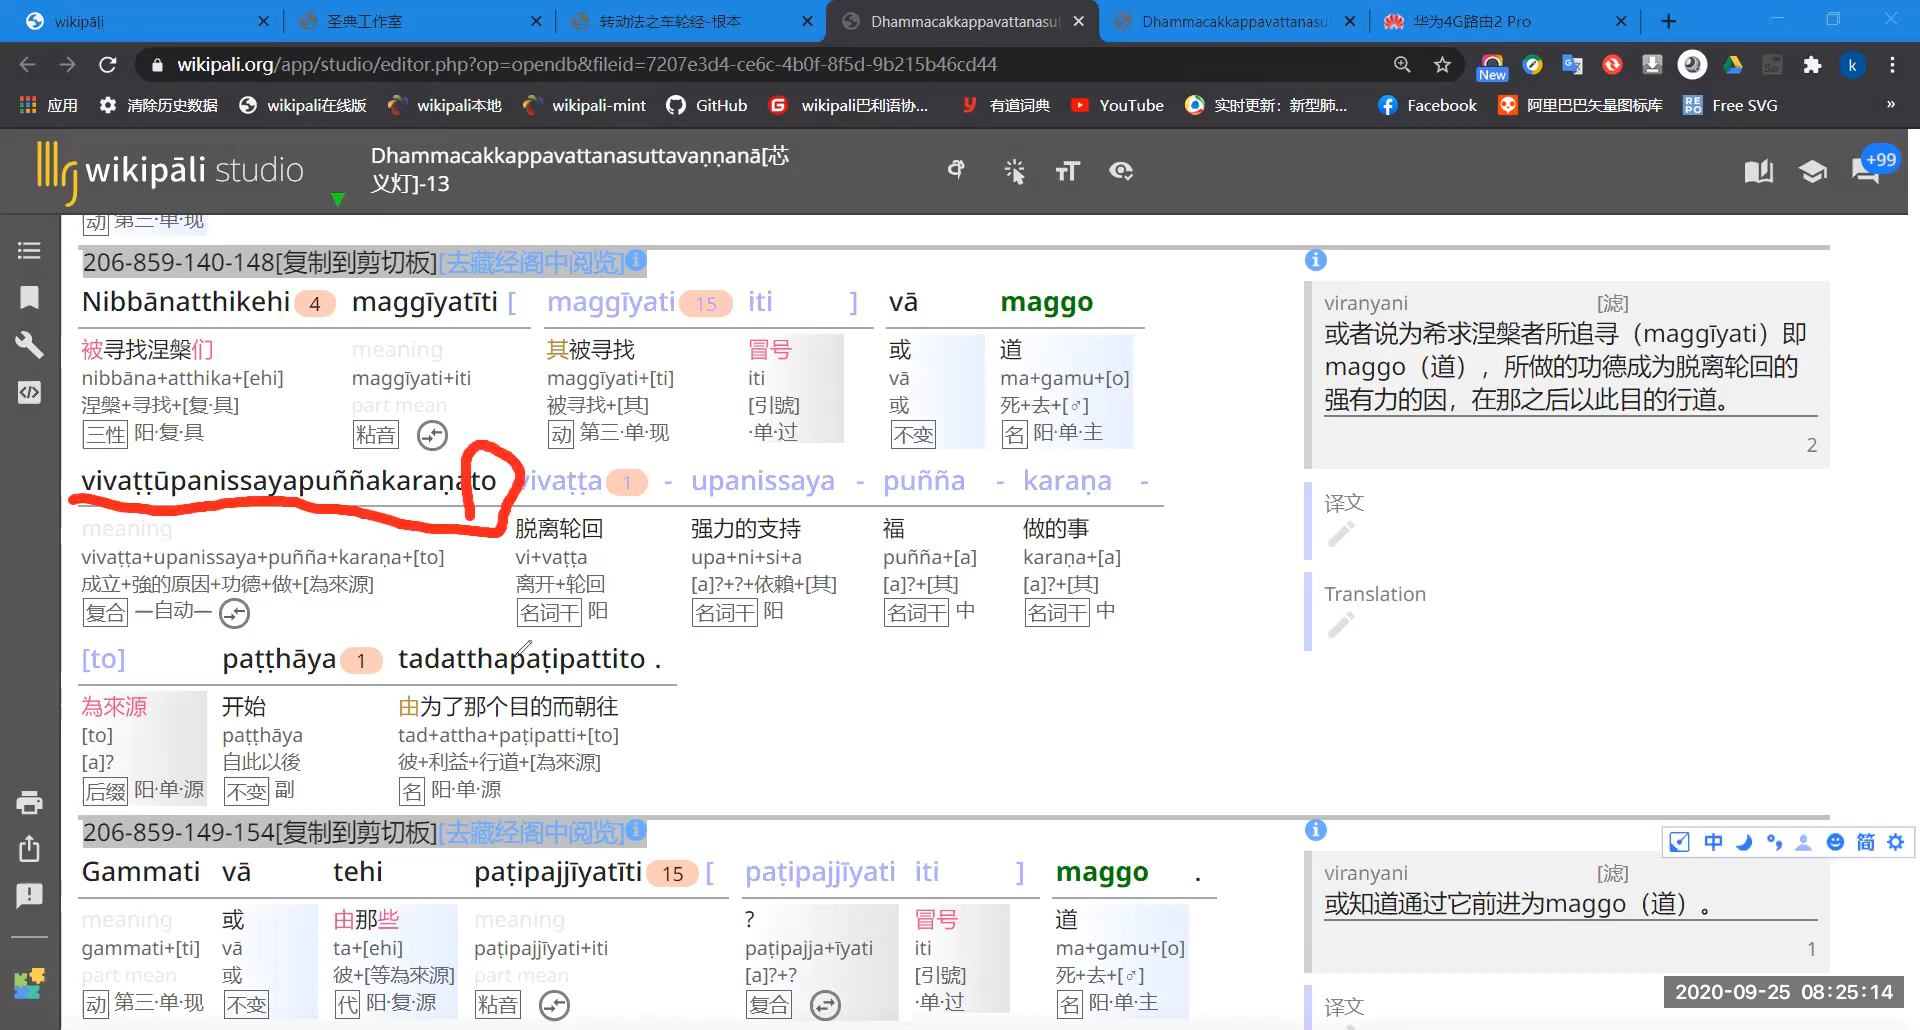 wikipāḷi
圣典工作室
转动法之车轮经-根本
Dhammacakkappavattanasu
Dhammacakkappavattanasu
华为4G路由2 Pro
wikipali.org/app/studio/editor.php?op=opendb&fileid=7207e3d4-ce6c-4b0f-8f5d-9b215b46cd44
New
k
应用 清除历史数据 wikipali在线版 wikipali本地 wikipali-mint GitHub wikipali巴利语协... 有道词典 YouTube 实时更新：新型肺... Facebook 阿里巴巴矢量图标库 Free SVG »
wikipāli studio
Dhammacakkappavattanasuttavaṇṇanā[芯
义灯]-13
+99
动 第三·单·现
206-859-140-148[复制到剪切板][去藏经阁中阅览]
Nibbānatthikehi 4 maggīyatīti [ maggīyati 15 iti ] vā maggo
被寻找涅槃们 meaning 其被寻找 冒号 或 道
nibbāna+atthika+[ehi] maggīyati+iti maggīyati+[ti] iti vā ma+gamu+[o]
涅槃+寻找+[复·具] part mean 被寻找+[其] [引號] 或 死+去+[♂]
三性 阳·复·具 粘音 动 第三·单·现 ·单·过 不变 名 阳·单·主
vivaṭṭūpanissayapuññakaraṇato vivaṭṭa 1 - upanissaya - puñña - karaṇa -
meaning 脱离轮回 强力的支持 福 做的事
vivaṭṭa+upanissaya+puñña+karaṇa+[to] vi+vaṭṭa upa+ni+si+a puñña+[a] karaṇa+[a]
成立+強的原因+功德+做+[為來源] 离开+轮回 [a]?+?+依賴+[其] [a]?+[其] [a]?+[其]
复合 —自动— 名词干 阳 名词干 阳 名词干 中 名词干 中
[to] paṭṭhāya 1 tadatthapaṭipattito .
為來源 开始 由为了那个目的而朝往
[to] paṭṭhāya tad+attha+paṭipatti+[to]
[a]? 自此以後 彼+利益+行道+[為來源]
后缀 阳·单·源 不变 副 名 阳·单·源
206-859-149-154[复制到剪切板][去藏经阁中阅览]
Gammati vā tehi paṭipajjīyatīti 15 [ paṭipajjīyati iti ] maggo .
meaning 或 由那些 meaning ? 冒号 道
gammati+[ti] vā ta+[ehi] paṭipajjīyati+iti paṭipajja+īyati iti ma+gamu+[o]
part mean 或 彼+[等為來源] part mean [a]?+? [引號] 死+去+[♂]
动 第三·单·现 不变 代 阳·复·源 粘音 复合 ·单·过 名 阳·单·主
viranyani [滤]
或者说为希求涅槃者所追寻（maggīyati）即
maggo（道），所做的功德成为脱离轮回的
强有力的因，在那之后以此目的行道。
2
译文
Translation
中 简
viranyani [滤]
或知道通过它前进为maggo（道）。
1
译文
2020-09-25 08:25:14